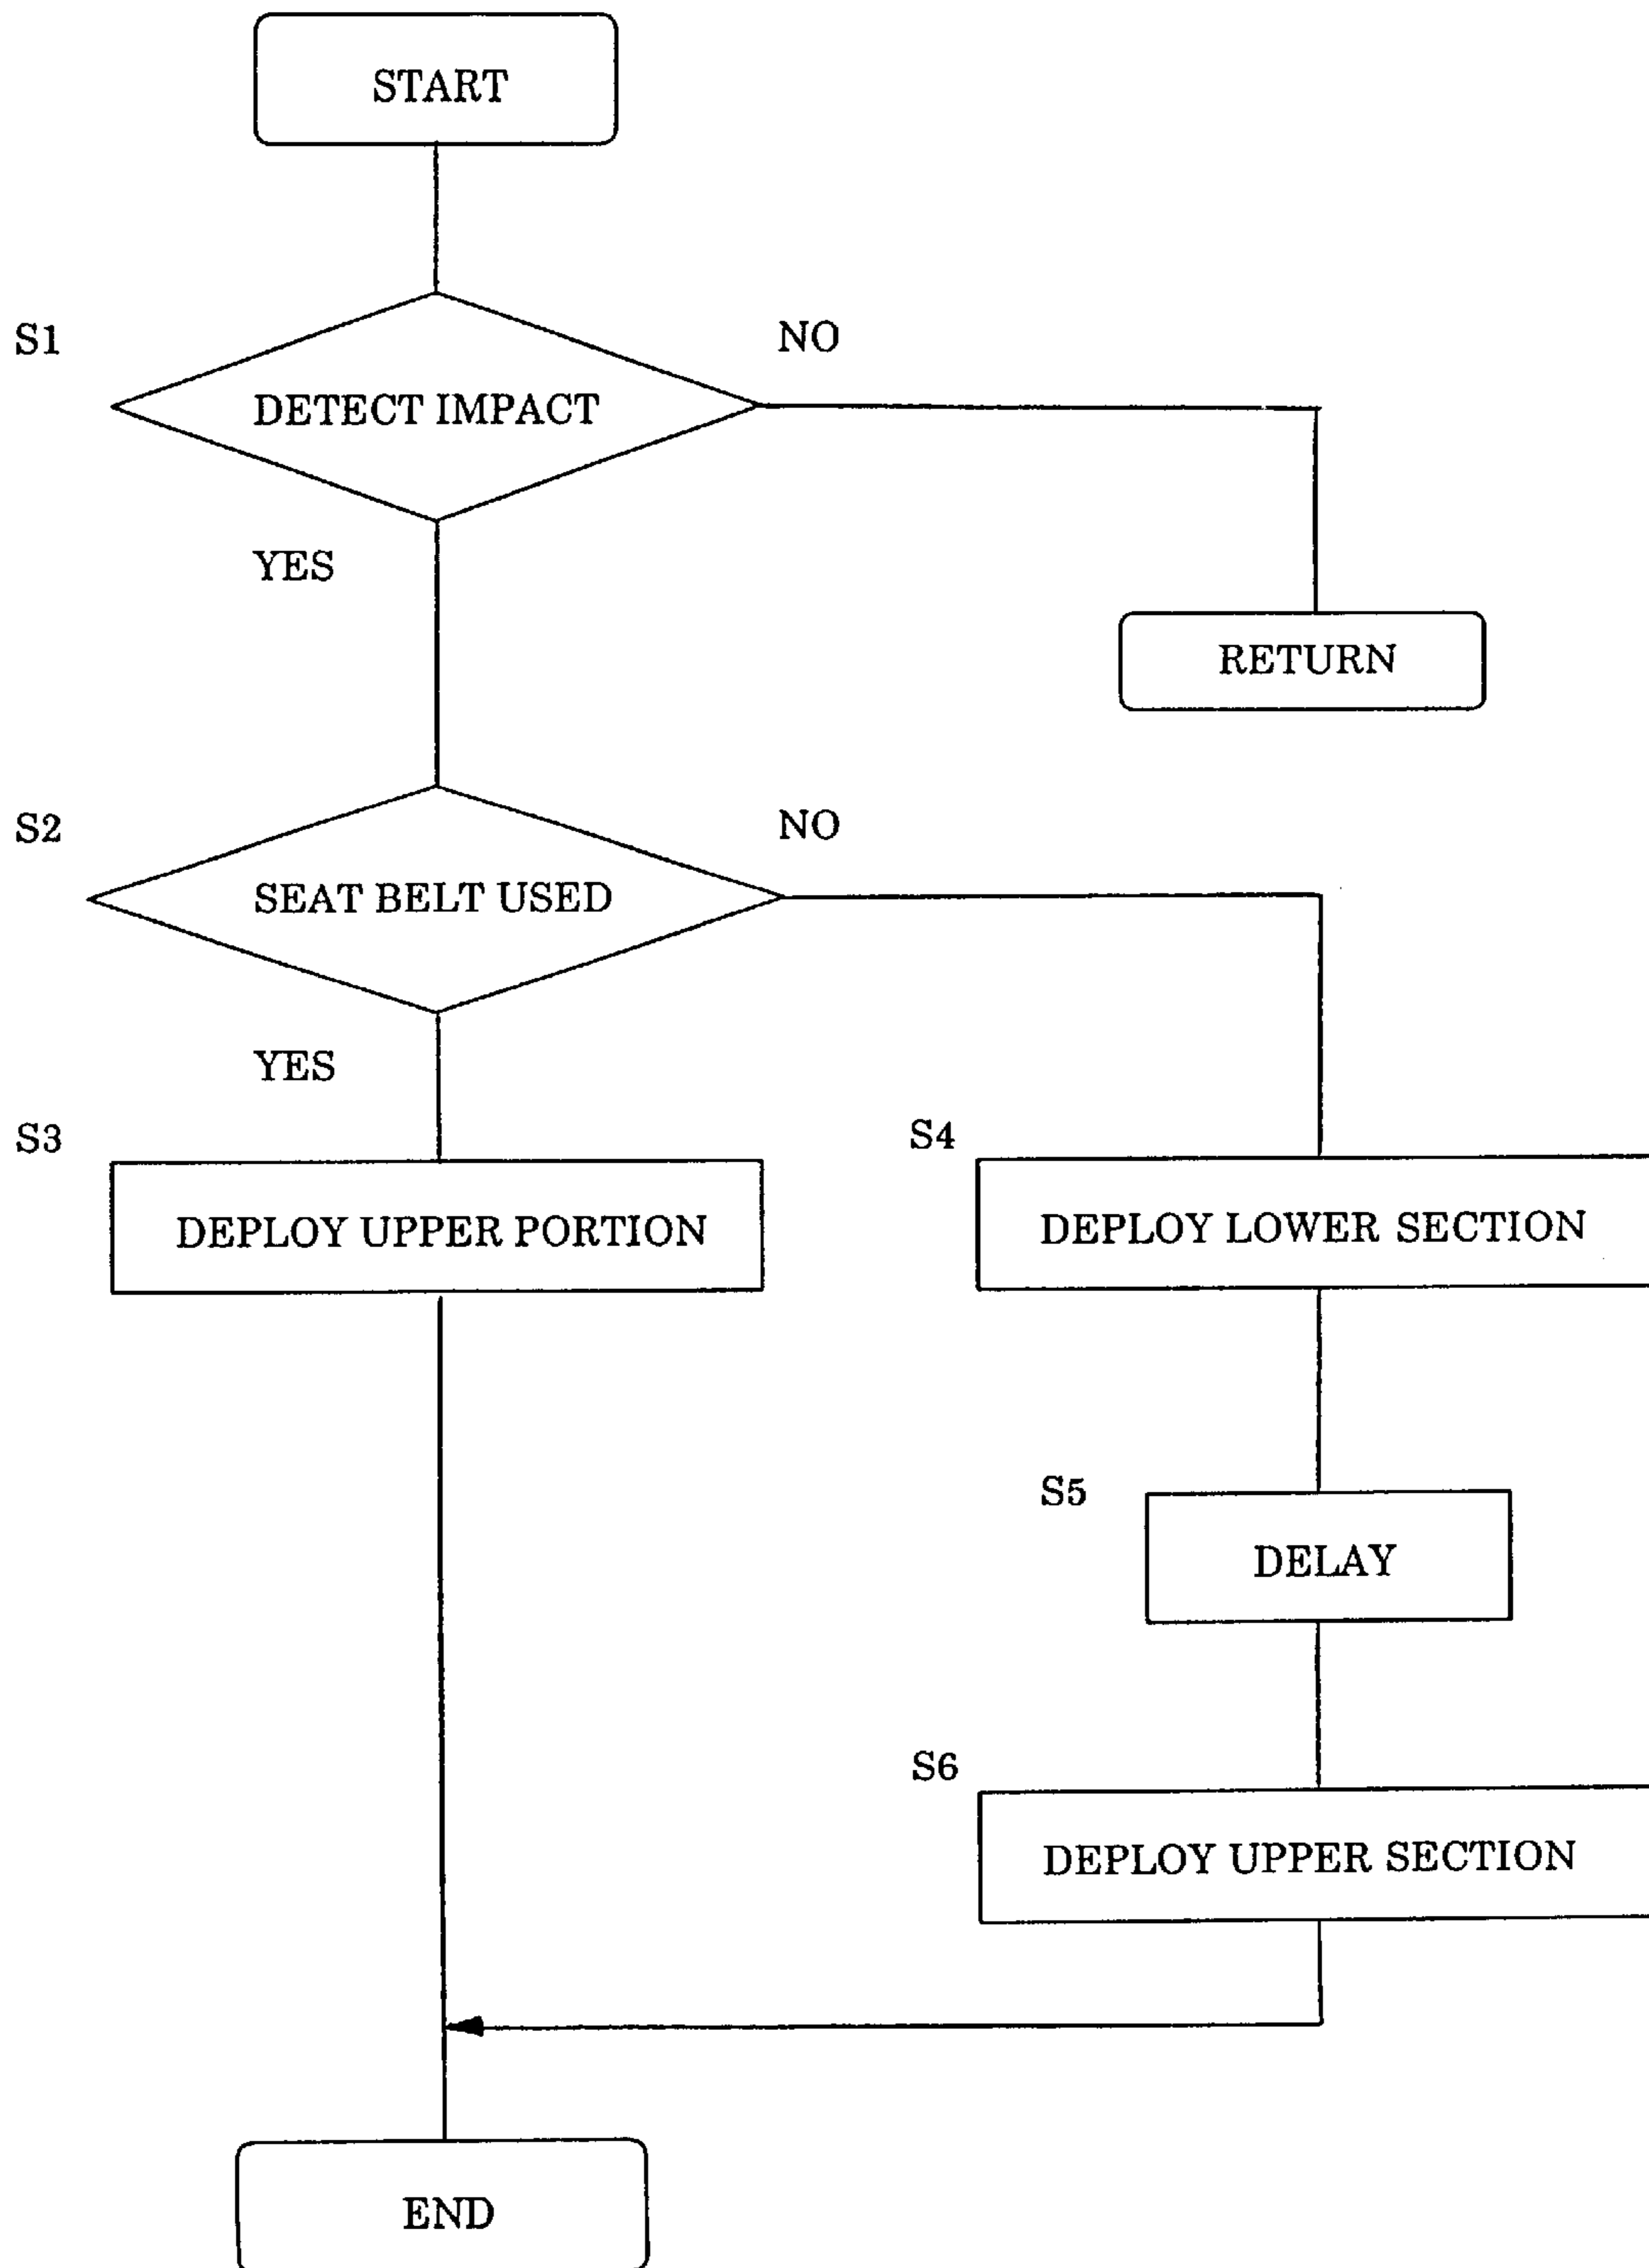 START
S1
NO
DETECT IMPACT
YES
RETURN
S2
NO
SEAT BELT USED
YES
S3
S4
DEPLOY UPPER PORTION
DEPLOY LOWER SECTION
S5
DELAY
S6
DEPLOY UPPER SECTION
END